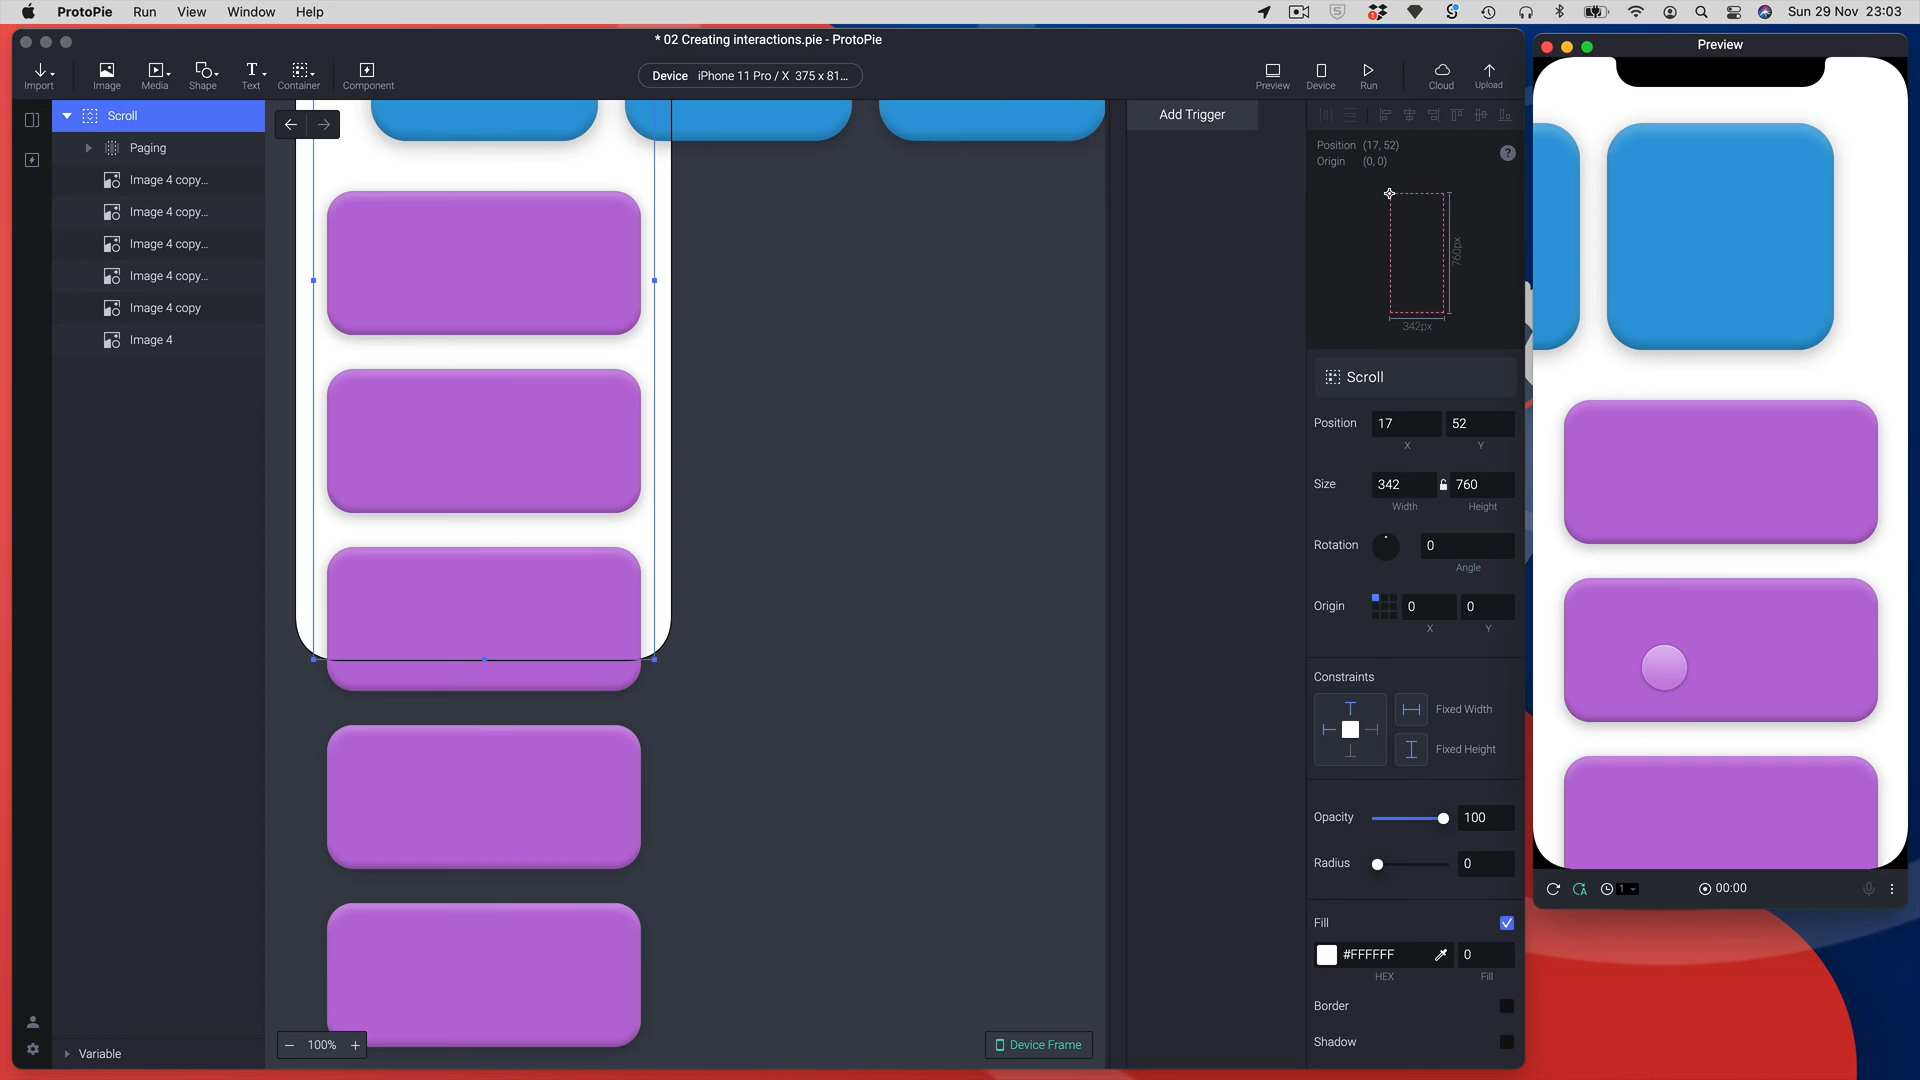 ProtoPie Run View Window Help
Sun 29 Nov 23:03
* 02 Creating interactions.pie - ProtoPie
Preview
Import
Image
Media
Shape
Text
Container
Component
Device iPhone 11 Pro / X 375 x 81...
Preview
Device
Run
Cloud
Upload
Scroll
Paging
Image 4 copy...
Image 4 copy...
Image 4 copy...
Image 4 copy...
Image 4 copy
Image 4
Variable
100%
Device Frame
Add Trigger
Position (17, 52)
Origin (0, 0)
760px
342px
Scroll
Position 17 52
X Y
Size 342 760
Width Height
Rotation 0
Angle
Origin 0 0
X Y
Constraints
Fixed Width
Fixed Height
Opacity 100
Radius 0
Fill
#FFFFFF 0
HEX Fill
Border
Shadow
1
00:00